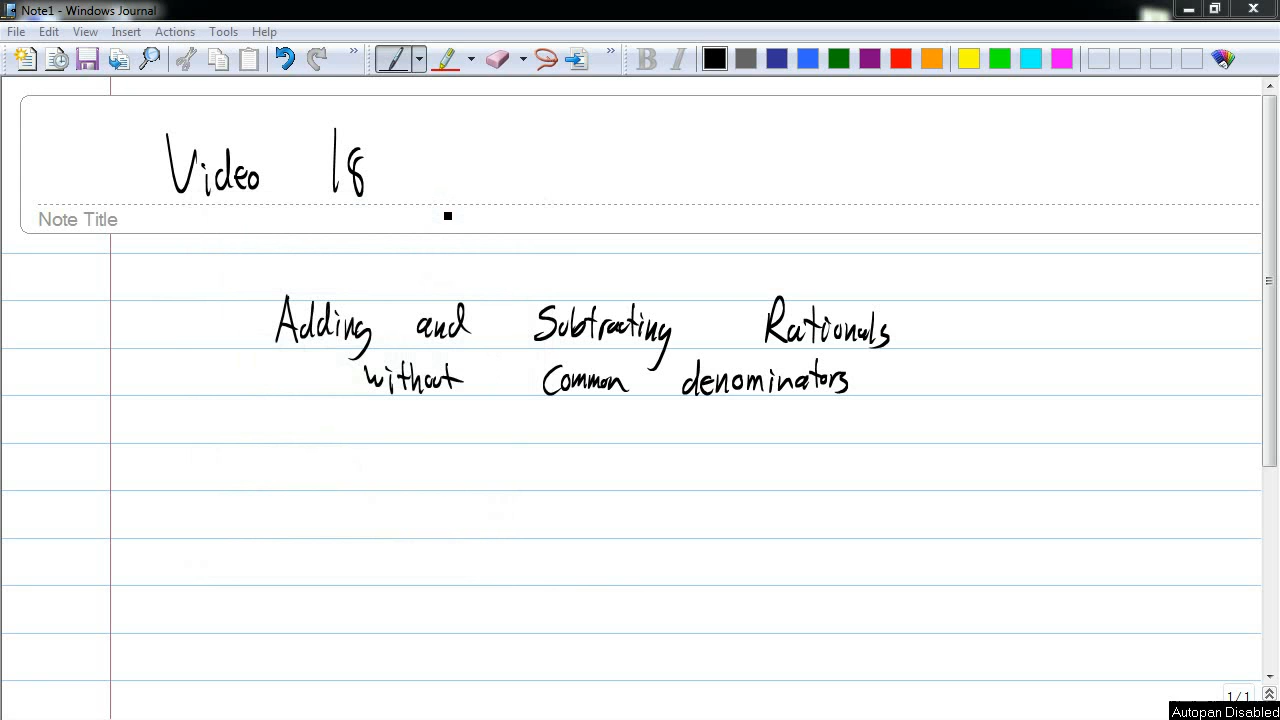 Note1 - Windows Journal
File Edit View Insert Actions Tools Help
B I
Video 18
Note Title
Adding and Subtracting Rationals
without common denominators
1/1
Autopan Disabled